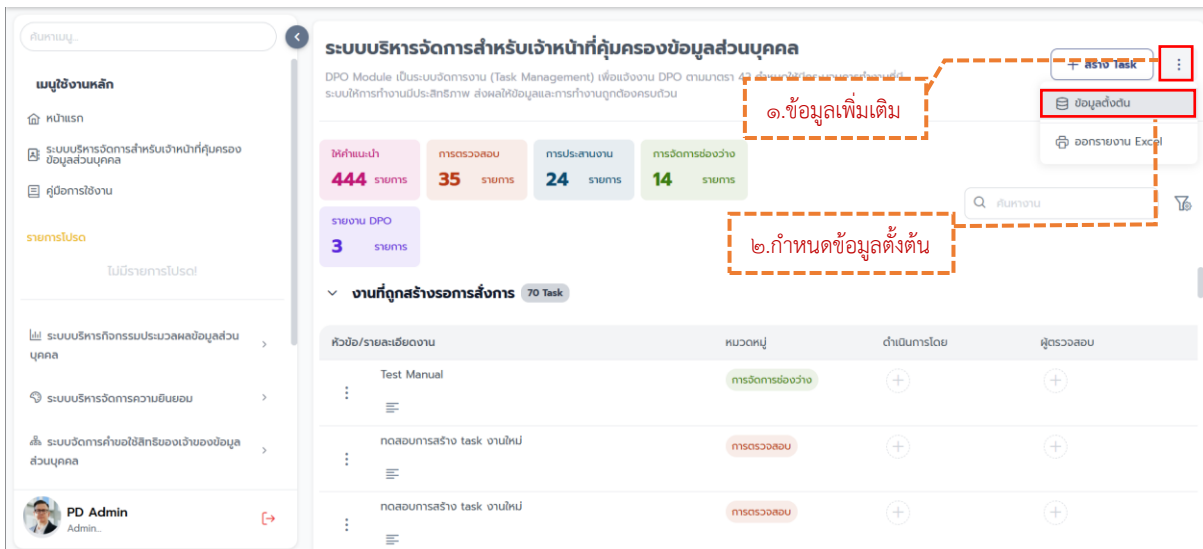 ค้นหาเมนู...
เมนูใช้งานหลัก
หน้าแรก
ระบบบริหารจัดการสำหรับเจ้าหน้าที่คุ้มครอง
ข้อมูลส่วนบุคคล
คู่มือการใช้งาน
รายการโปรด
ไม่มีรายการโปรด!
ระบบบริหารกิจกรรมประมวลผลข้อมูลส่วน
บุคคล
ระบบบริหารจัดการความยินยอม
ระบบจัดการคำขอใช้สิทธิของเจ้าของข้อมูล
ส่วนบุคคล
PD Admin
Admin..
ระบบบริหารจัดการสำหรับเจ้าหน้าที่คุ้มครองข้อมูลส่วนบุคคล
DPO Module เป็นระบบจัดการงาน (Task Management) เพื่อแจ้งงาน DPO ตามมาตรา 42
ระบบให้การทำงานมีประสิทธิภาพ ส่งผลให้ข้อมูลและการทำงานถูกต้องครบถ้วน
+ สร้าง Task
ข้อมูลตั้งต้น
ออกรายงาน Excel
๑.ข้อมูลเพิ่มเติม
๒.กำหนดข้อมูลตั้งต้น
ให้คำแนะนำ การตรวจสอบ การประสานงาน การจัดการช่องว่าง
444 รายการ 35 รายการ 24 รายการ 14 รายการ
รายงาน DPO
3 รายการ
ค้นหางาน
งานที่ถูกสร้างรอการสั่งการ 70 Task
หัวข้อ/รายละเอียดงาน หมวดหมู่ ดำเนินการโดย ผู้ตรวจสอบ
Test Manual การจัดการช่องว่าง
ทดสอบการสร้าง task งานใหม่ การตรวจสอบ
ทดสอบการสร้าง task งานใหม่ การตรวจสอบ